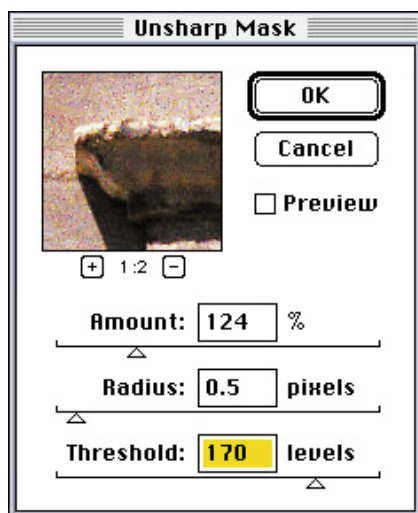 Unsharp Mask
OK
Cancel
Preview
+ 1:2 −
Amount: 124 %
Radius: 0.5 pixels
Threshold: 170 levels